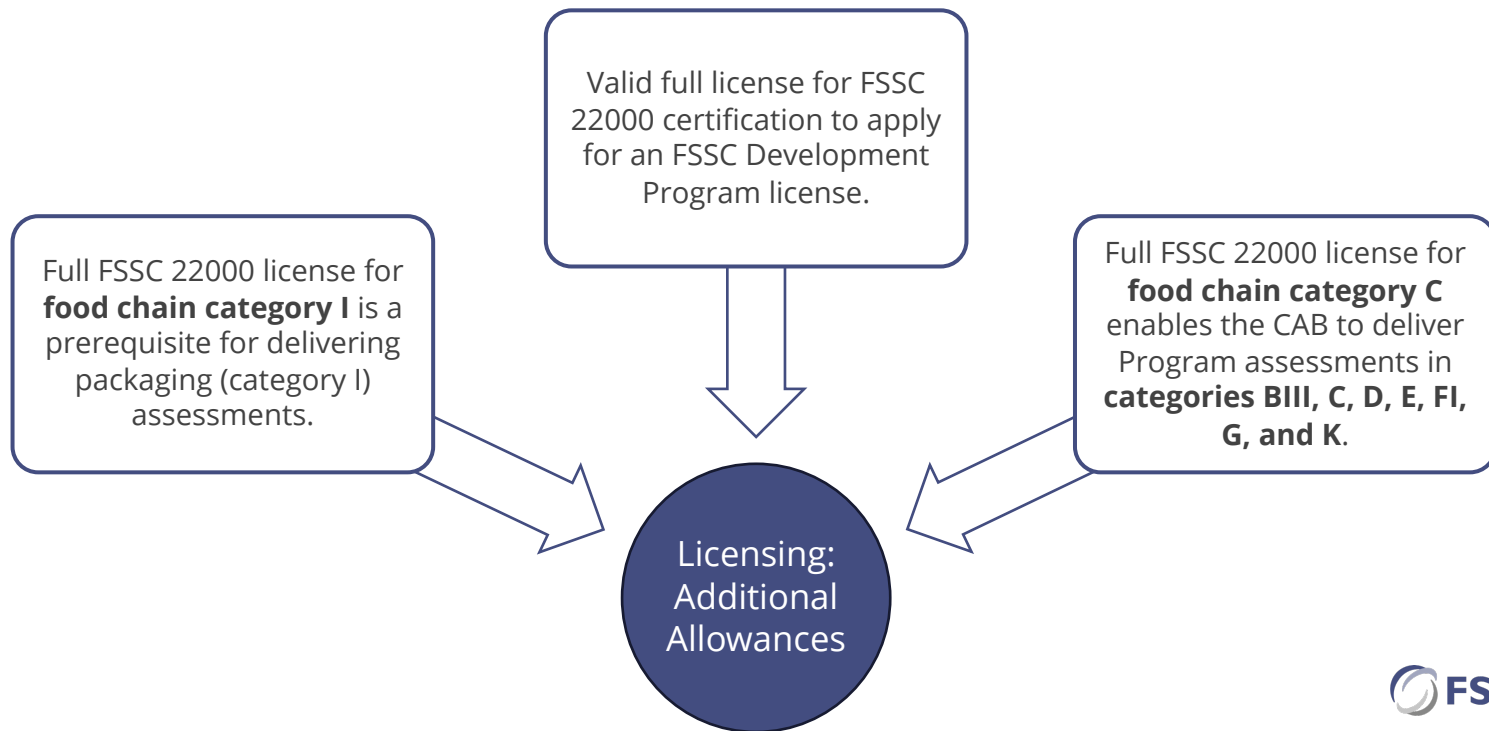 Valid full license for FSSC
22000 certification to apply
for an FSSC Development
Program license.
Full FSSC 22000 license for
food chain category I is a
prerequisite for delivering
packaging (category I)
assessments.
Full FSSC 22000 license for
food chain category C
enables the CAB to deliver
Program assessments in
categories BIII, C, D, E, FI,
G, and K.
Licensing:
Additional
Allowances
FS